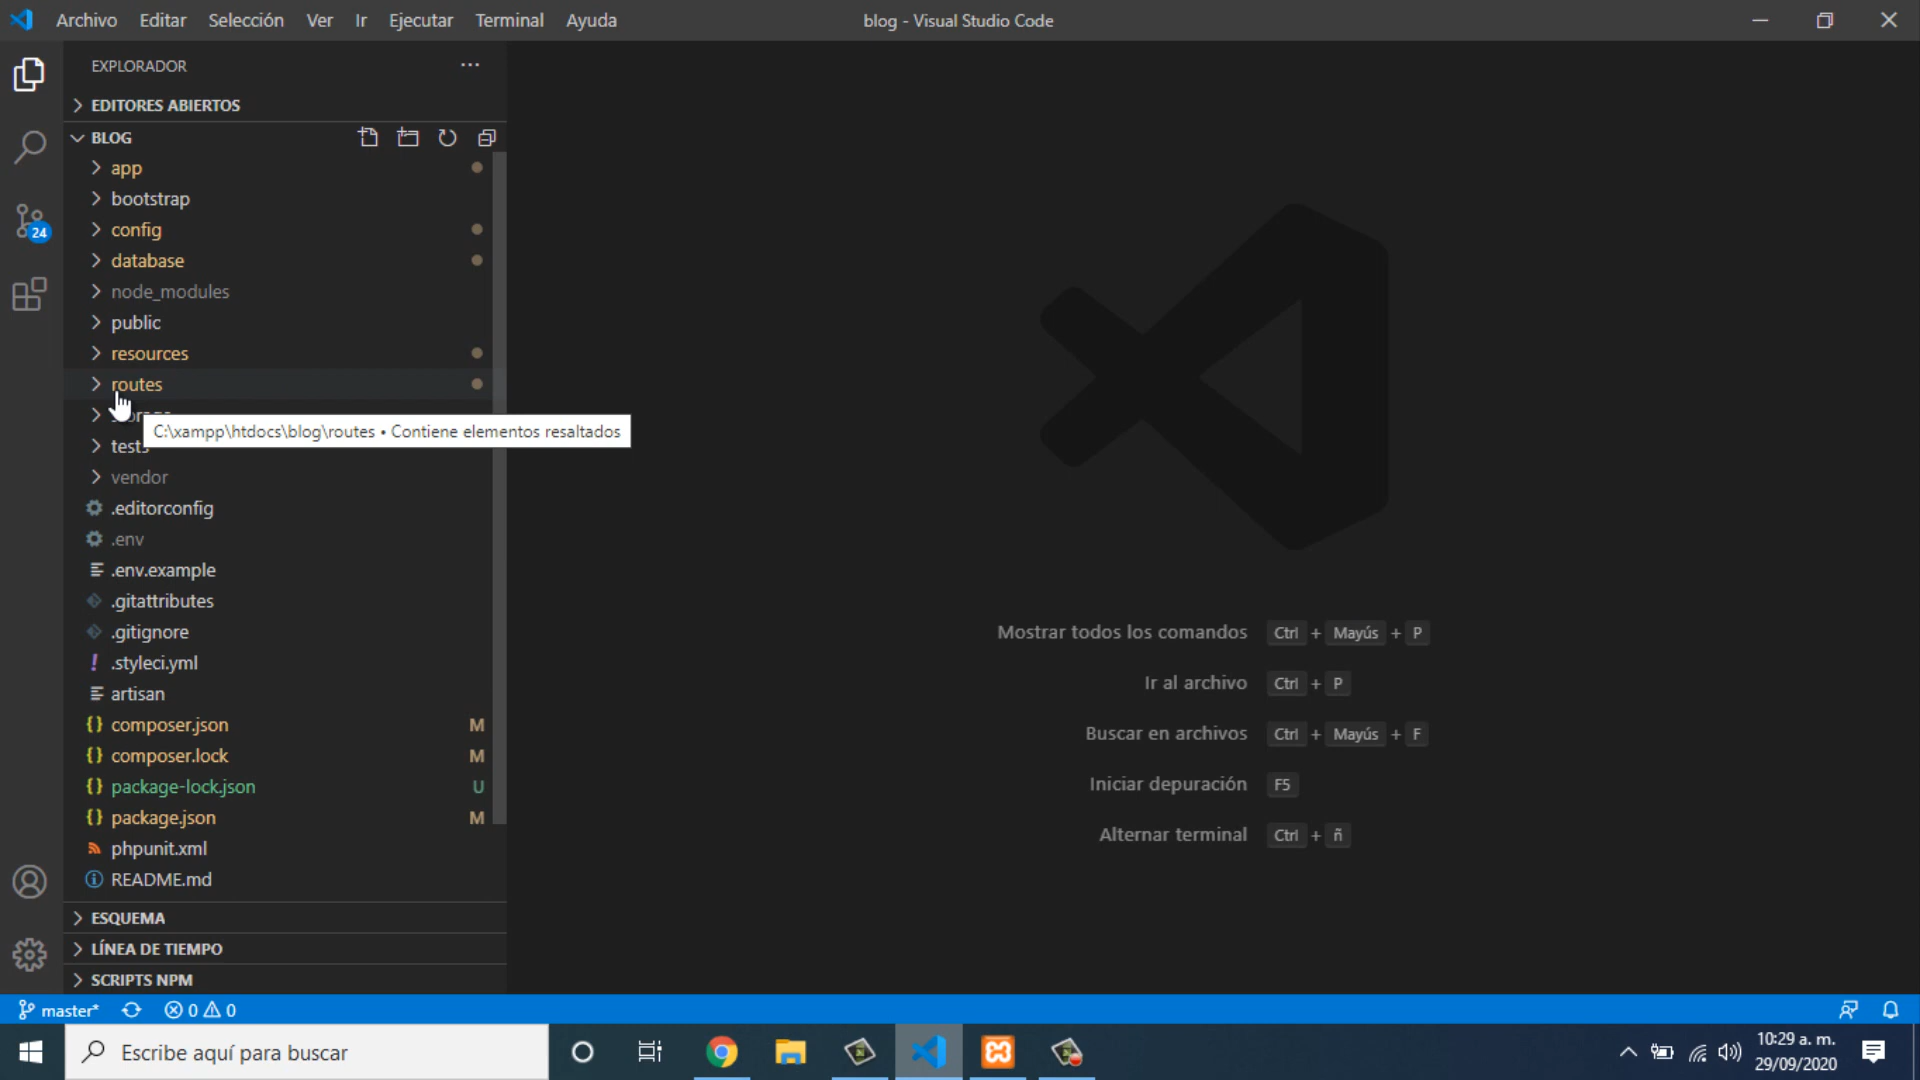 Archivo Editar Selección Ver Ir Ejecutar Terminal Ayuda
blog - Visual Studio Code
EXPLORADOR
EDITORES ABIERTOS
BLOG
app
bootstrap
config
database
node_modules
public
resources
routes
C:\xampp\htdocs\blog\routes • Contiene elementos resaltados
tests
vendor
.editorconfig
.env
.env.example
.gitattributes
.gitignore
.styleci.yml
artisan
composer.json M
composer.lock M
package-lock.json U
package.json M
phpunit.xml
README.md
ESQUEMA
LÍNEA DE TIEMPO
SCRIPTS NPM
24
Mostrar todos los comandos Ctrl + Mayús + P
Ir al archivo Ctrl + P
Buscar en archivos Ctrl + Mayús + F
Iniciar depuración F5
Alternar terminal Ctrl + ñ
master* 0 0
Escribe aquí para buscar
10:29 a. m.
29/09/2020